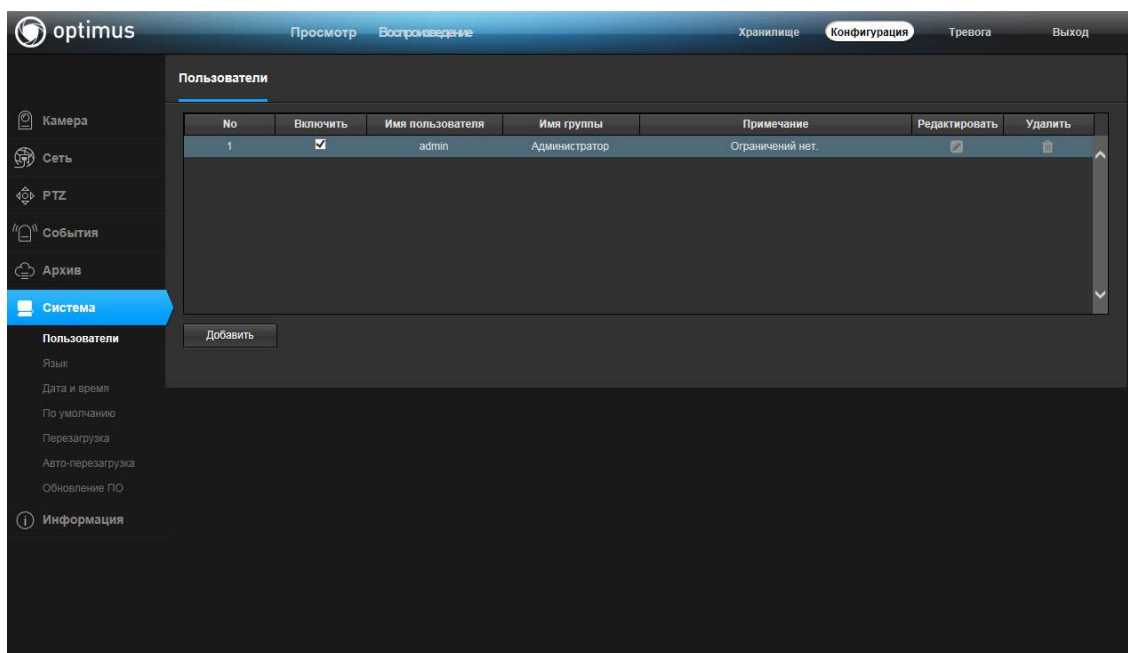 optimus Просмотр Воспроизведение Хранилище Конфигурация Тревога Выход
Пользователи
Камера
Сеть
PTZ
События
Архив
Система
Пользователи
Язык
Дата и время
По умолчанию
Перезагрузка
Авто-перезагрузка
Обновление ПО
Информация
No Включить Имя пользователя Имя группы Примечание Редактировать Удалить
1 admin Администратор Ограничений нет.
Добавить